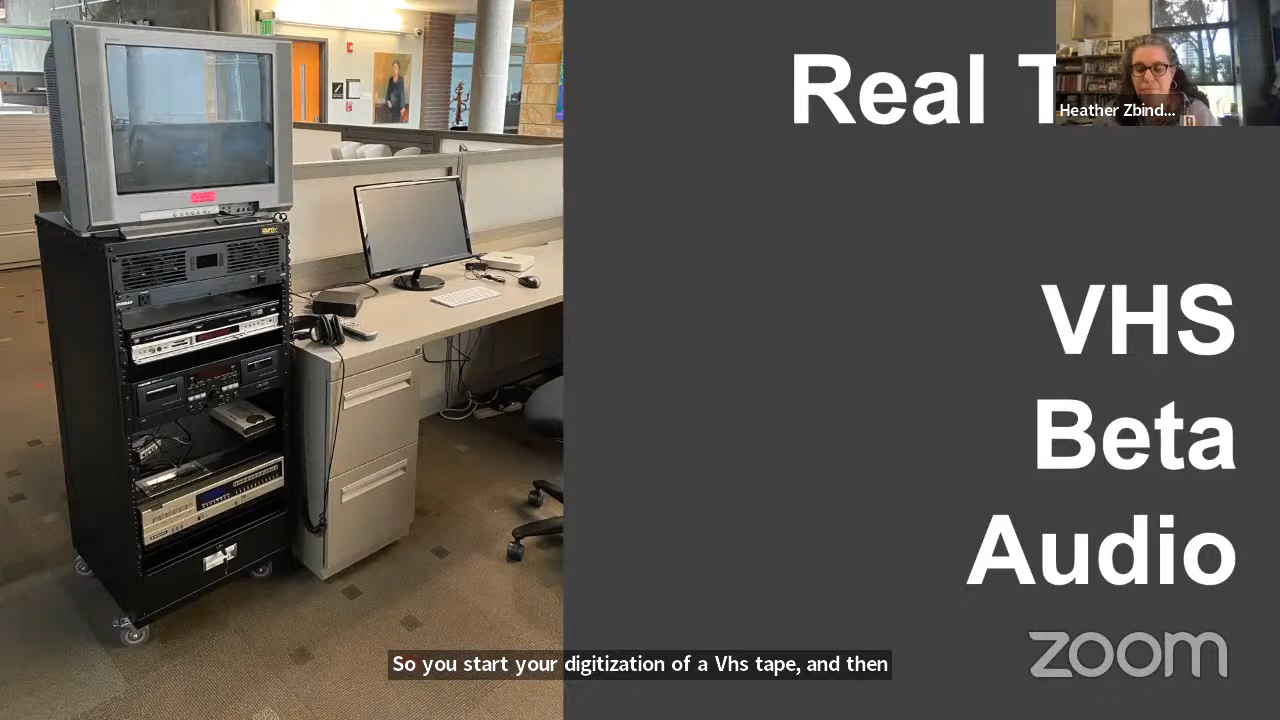 Real T
Heather Zbind...
VHS
Beta
Audio
zoom
So you start your digitization of a Vhs tape, and then